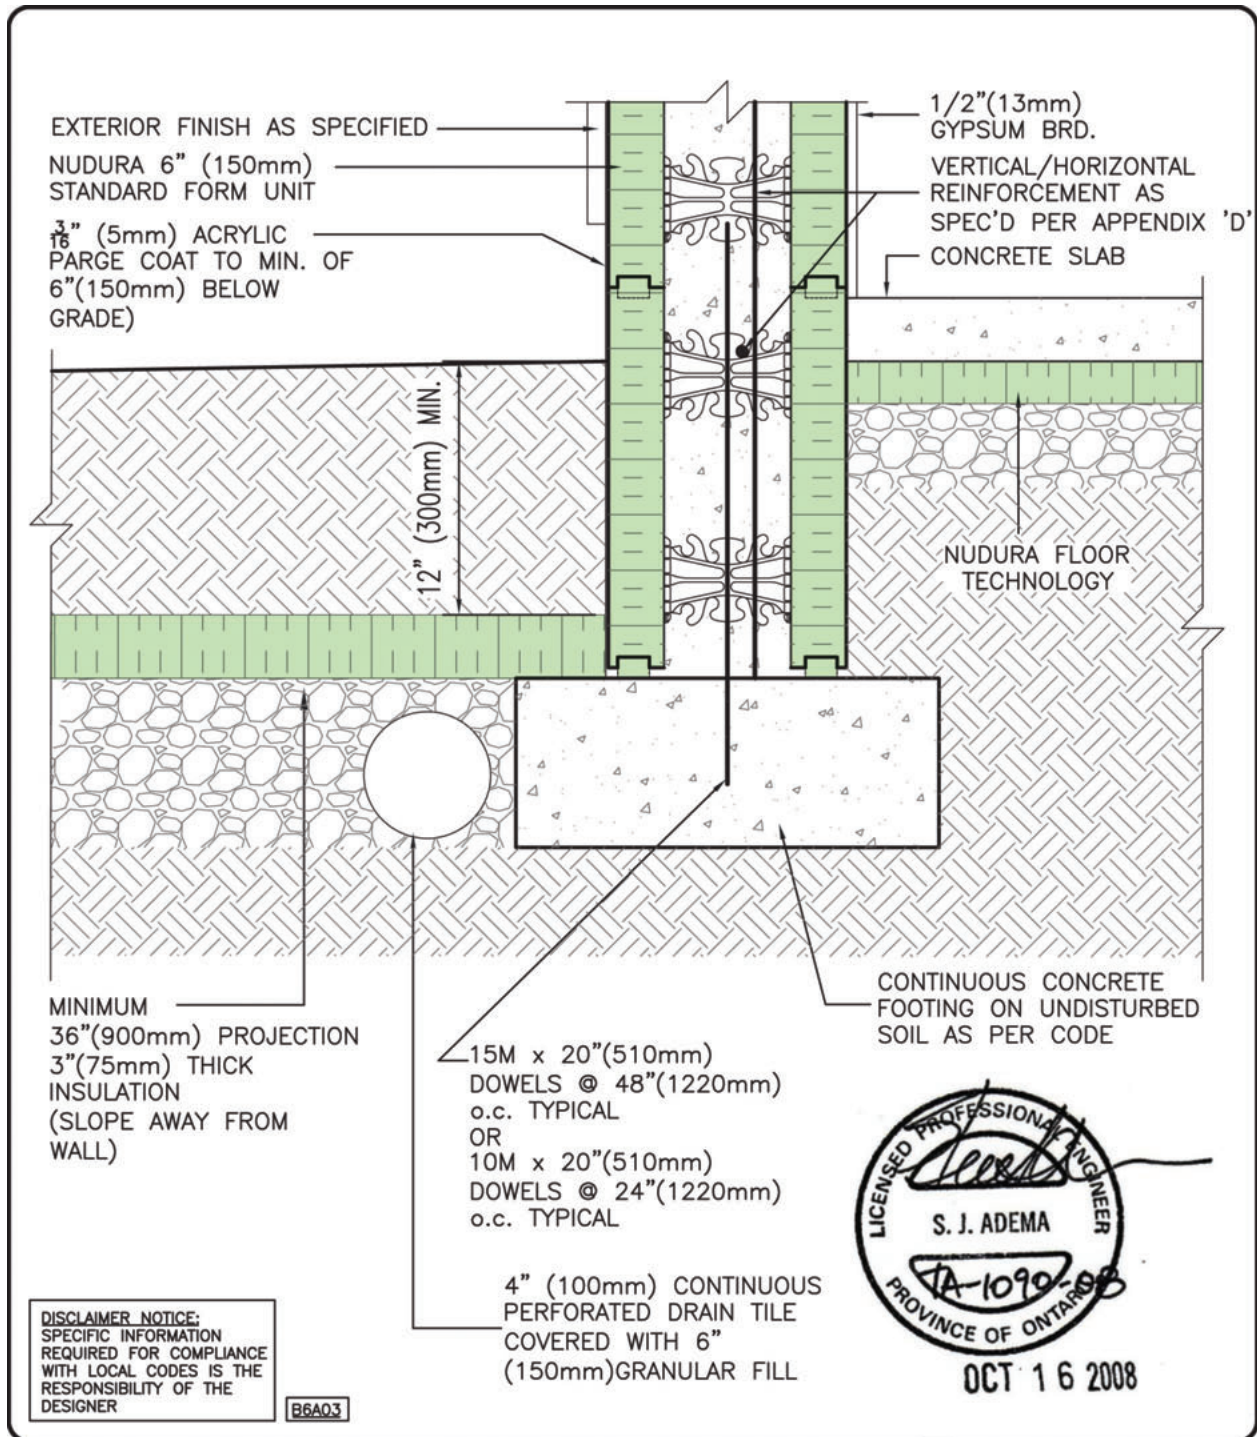 EXTERIOR FINISH AS SPECIFIED
NUDURA 6" (150mm)
STANDARD FORM UNIT
3/16" (5mm) ACRYLIC
PARGE COAT TO MIN. OF
6"(150mm) BELOW
GRADE)
1/2"(13mm)
GYPSUM BRD.
VERTICAL/HORIZONTAL
REINFORCEMENT AS
SPEC'D PER APPENDIX 'D'
CONCRETE SLAB
12" (300mm) MIN.
NUDURA FLOOR
TECHNOLOGY
MINIMUM
36"(900mm) PROJECTION
3"(75mm) THICK
INSULATION
(SLOPE AWAY FROM
WALL)
15M x 20"(510mm)
DOWELS @ 48"(1220mm)
o.c. TYPICAL
OR
10M x 20"(510mm)
DOWELS @ 24"(1220mm)
o.c. TYPICAL
4" (100mm) CONTINUOUS
PERFORATED DRAIN TILE
COVERED WITH 6"
(150mm)GRANULAR FILL
CONTINUOUS CONCRETE
FOOTING ON UNDISTURBED
SOIL AS PER CODE
LICENSED PROFESSIONAL ENGINEER
S. J. ADEMA
TA-1090-08
PROVINCE OF ONTARIO
OCT 16 2008
DISCLAIMER NOTICE:
SPECIFIC INFORMATION
REQUIRED FOR COMPLIANCE
WITH LOCAL CODES IS THE
RESPONSIBILITY OF THE
DESIGNER
B6A03